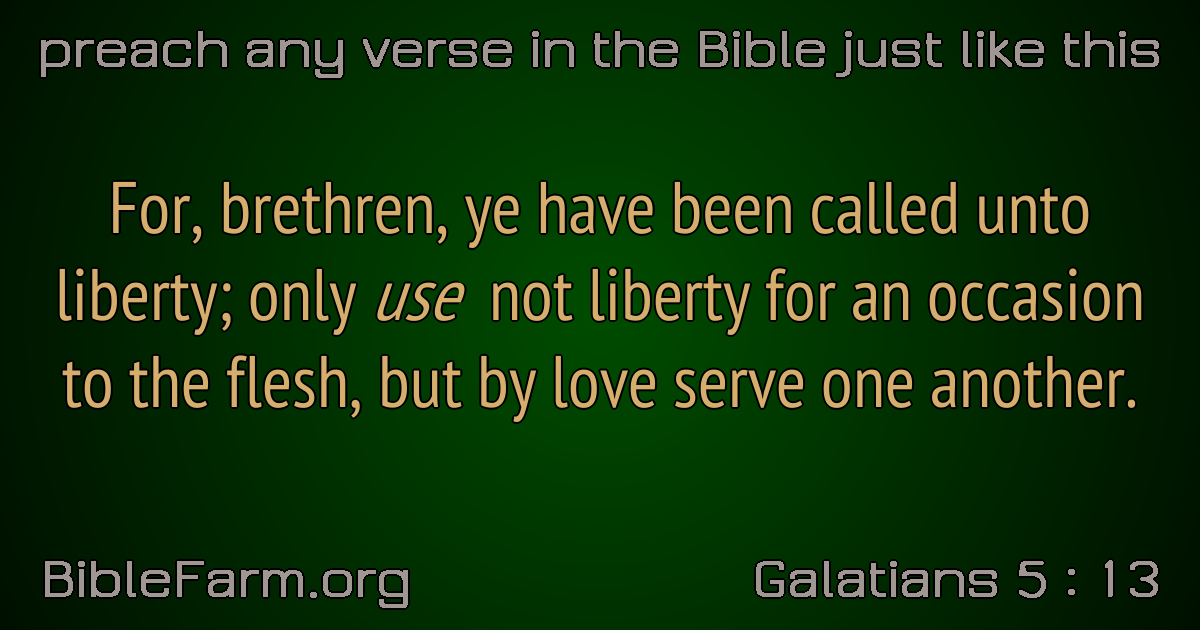 preach any verse in the Bible just like this
For, brethren, ye have been called unto
liberty; only use not liberty for an occasion
to the flesh, but by love serve one another.
BibleFarm.org
Galatians 5 : 13